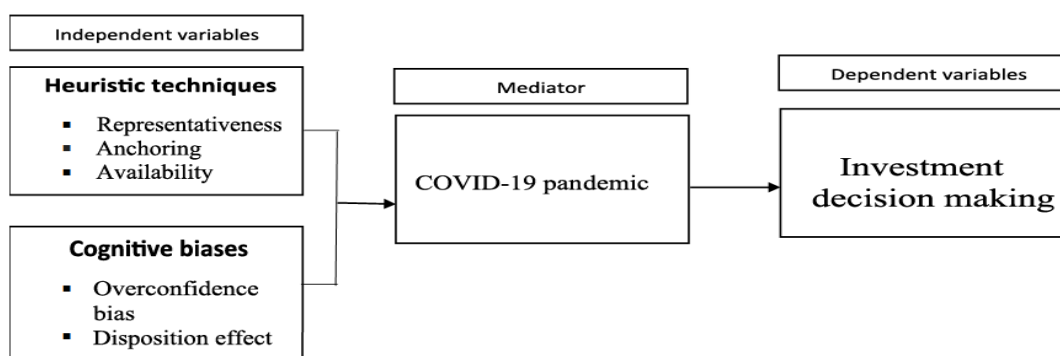 Independent variables
Heuristic techniques
▪ Representativeness
▪ Anchoring
▪ Availability
Cognitive biases
▪ Overconfidence
bias
▪ Disposition effect
Mediator
COVID-19 pandemic
Dependent variables
Investment
decision making